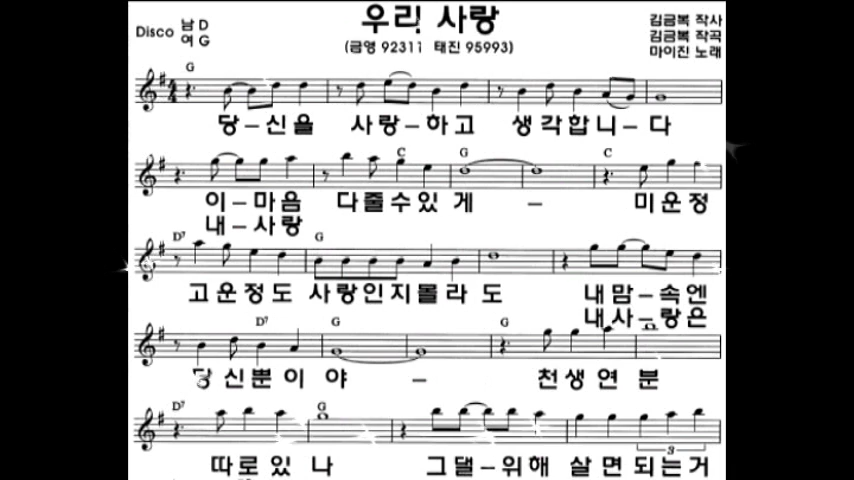 우리 사랑
Disco 남 D
여 G
(금영 92311 태진 95993)
김금복 작사
김금복 작곡
마이진 노래
G
당-신을 사랑-하고 생각합니-다
C G C
이-마음 다줄수있게 - 미운정
내-사랑
D7 G
고운정도 사랑인지몰라도 내맘-속엔
내사-랑은
D7 G G
당신뿐이야 - 천생연분
D7 G
따로있나 그댈-위해 살면되는거
3